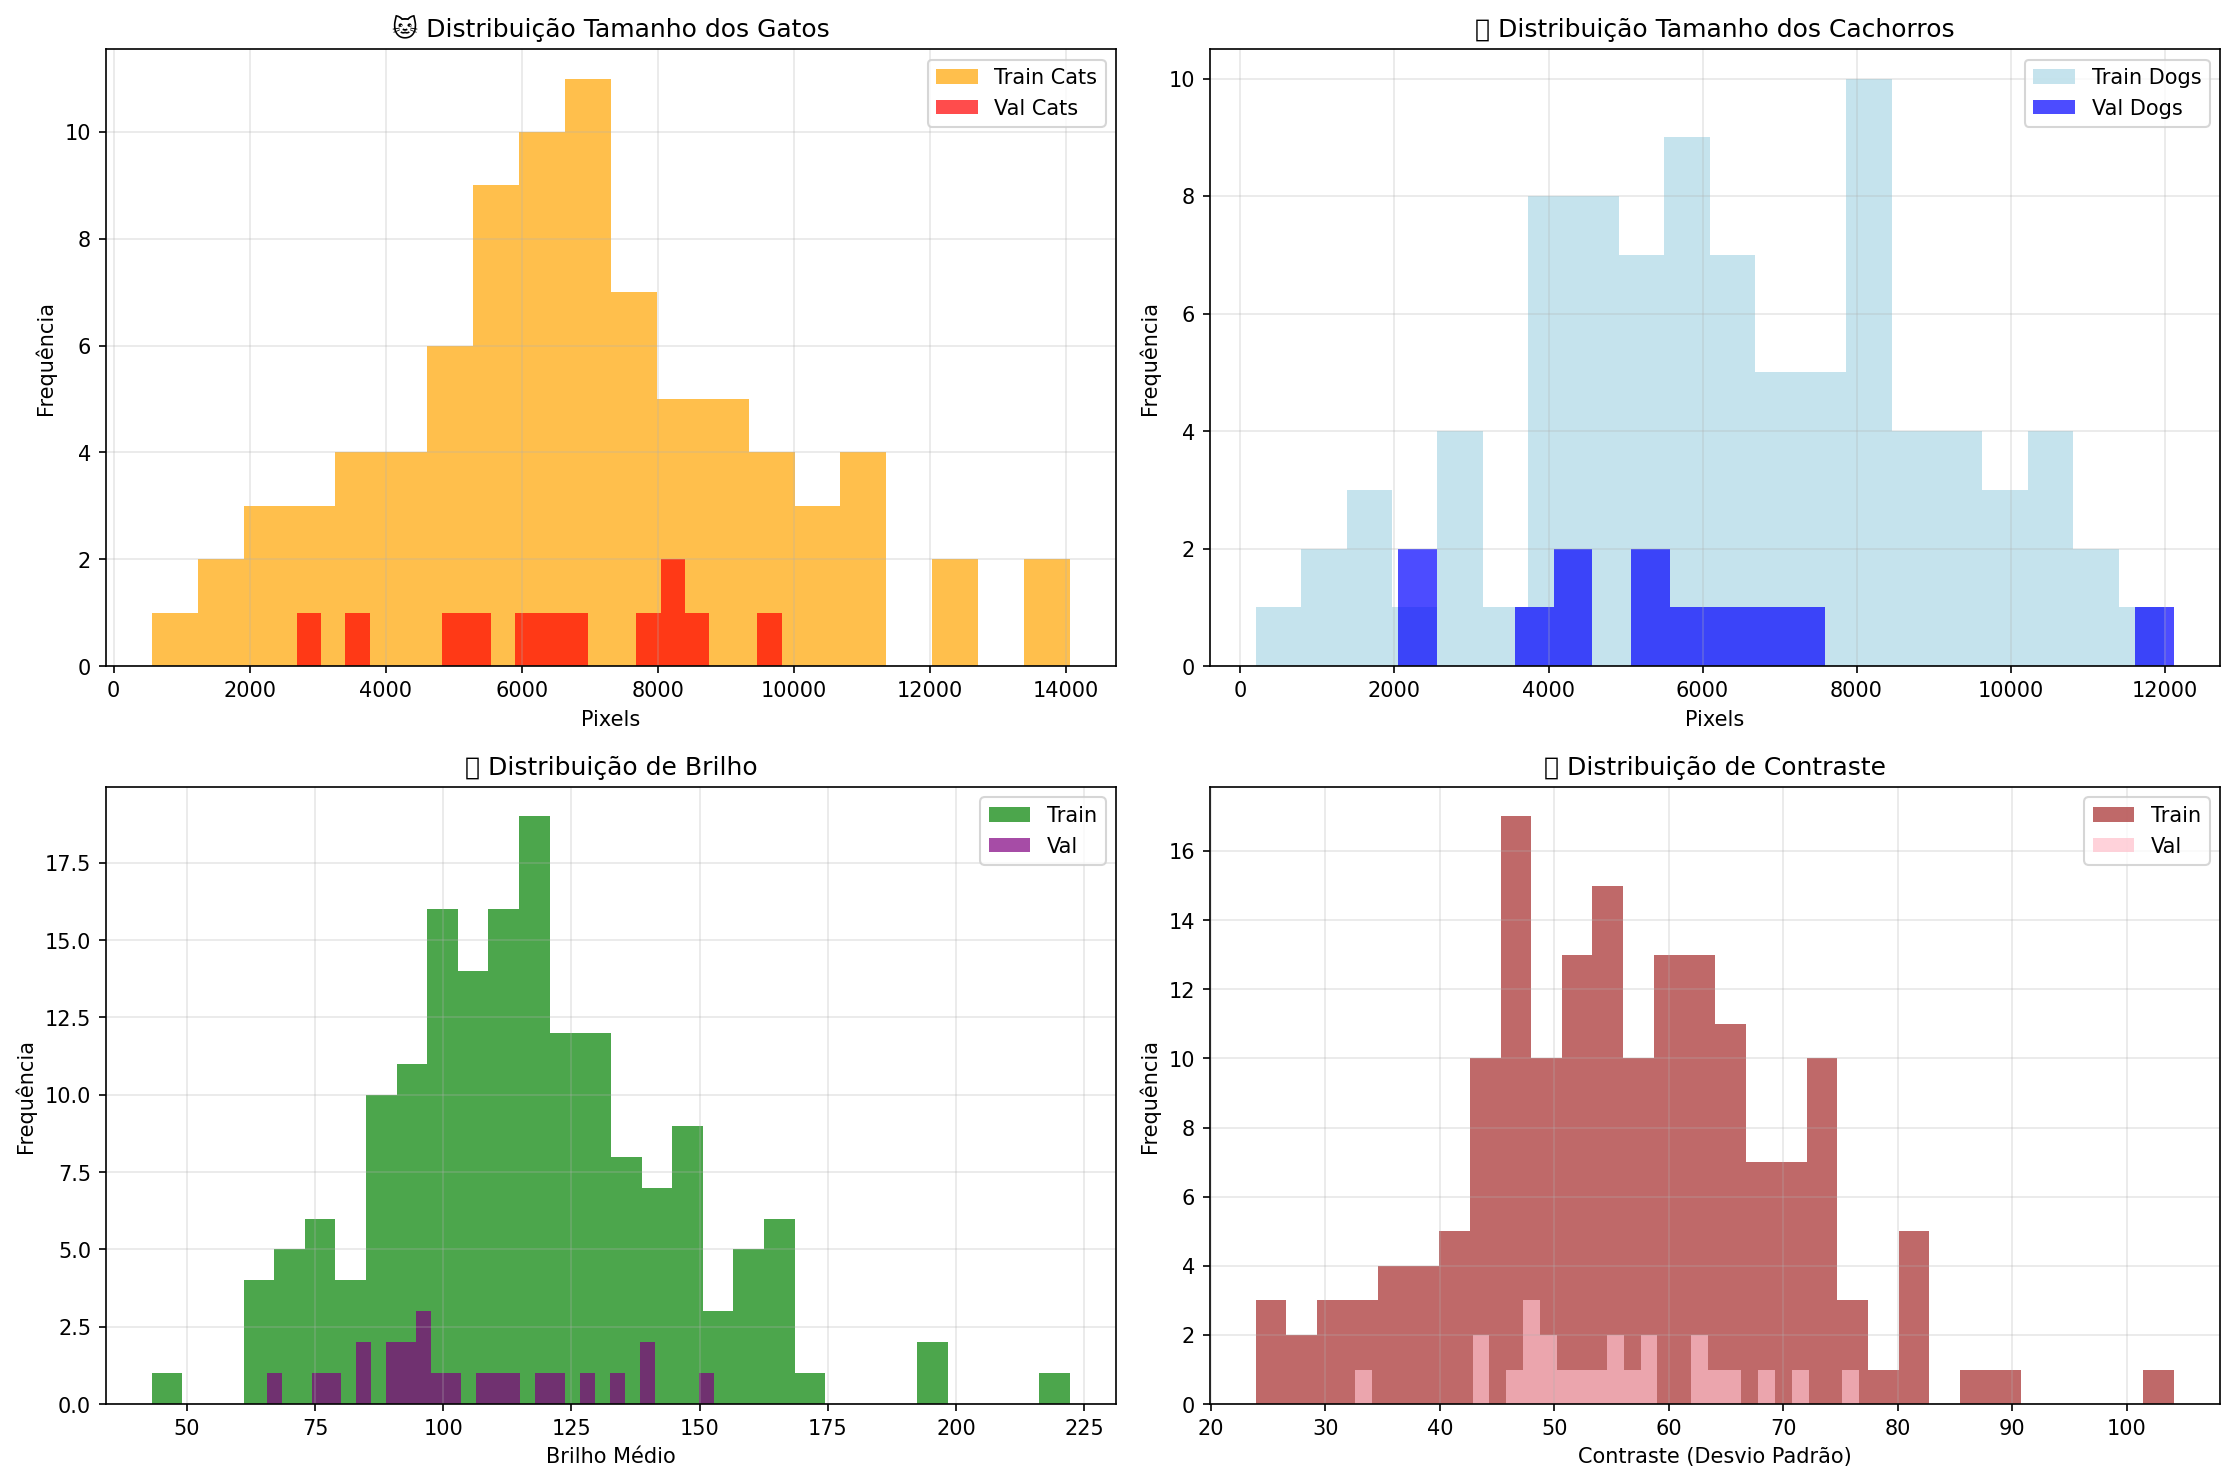 🐱 Distribuição Tamanho dos Gatos
Train Cats
Val Cats
10
8
6
4
2
0
Frequência
0 2000 4000 6000 8000 10000 12000 14000
Pixels
▯ Distribuição Tamanho dos Cachorros
Train Dogs
Val Dogs
10
8
6
4
2
0
Frequência
0 2000 4000 6000 8000 10000 12000
Pixels
▯ Distribuição de Brilho
Train
Val
17.5
15.0
12.5
10.0
7.5
5.0
2.5
0.0
Frequência
50 75 100 125 150 175 200 225
Brilho Médio
▯ Distribuição de Contraste
Train
Val
16
14
12
10
8
6
4
2
0
Frequência
20 30 40 50 60 70 80 90 100
Contraste (Desvio Padrão)